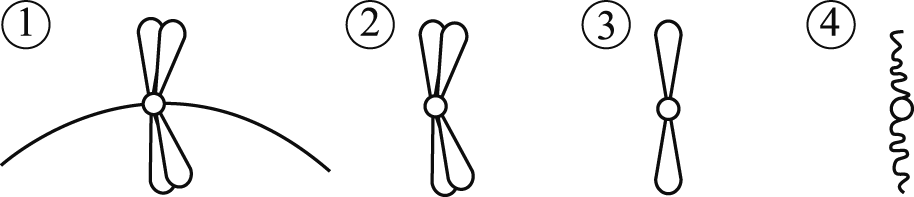 ① ② ③ ④